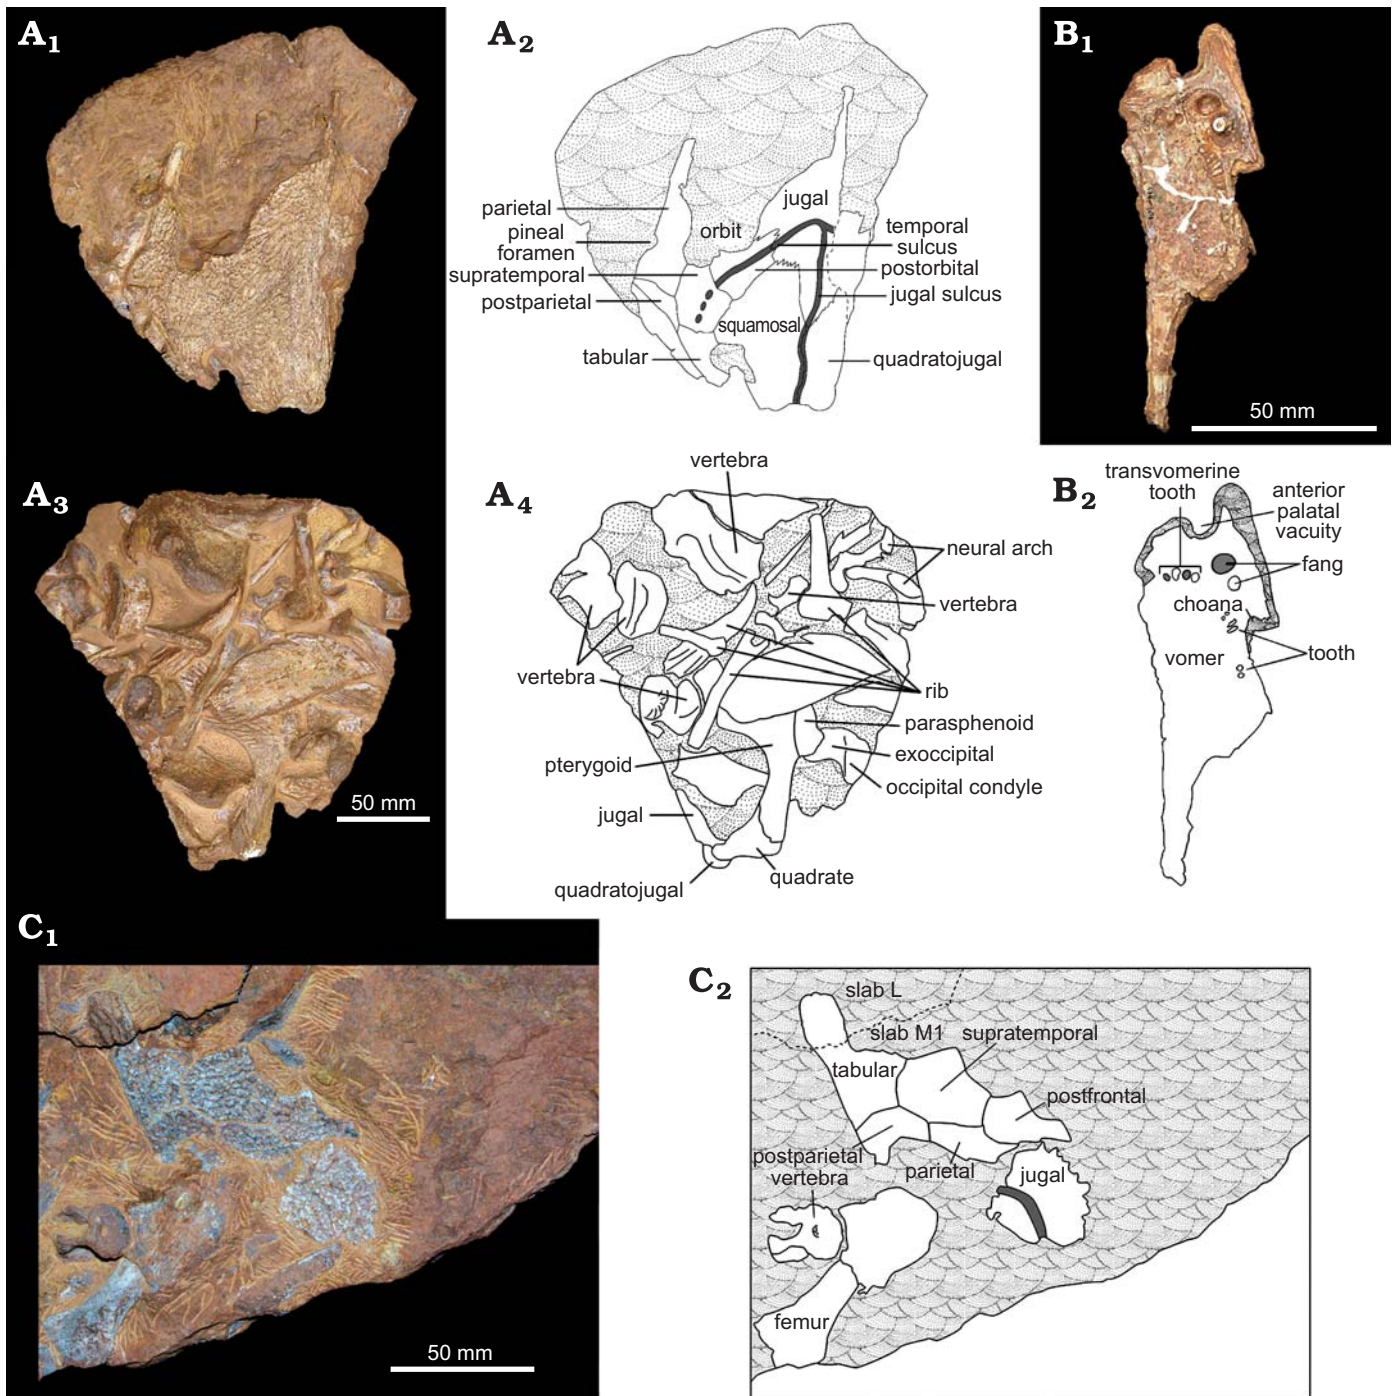 A1
A2
B1
jugal
parietal
pineal
foramen
orbit
temporal
sulcus
supratemporal
postorbital
postparietal
jugal sulcus
squamosal
tabular
quadratojugal
50 mm
A3
A4
vertebra
neural arch
vertebra
vertebra
rib
parasphenoid
pterygoid
exoccipital
occipital condyle
jugal
quadrate
quadratojugal
50 mm
B2
transvomerine
tooth
anterior
palatal
vacuity
fang
choana
vomer
tooth
C1
50 mm
C2
slab L
slab M1
supratemporal
tabular
postfrontal
postparietal
vertebra
parietal
jugal
femur